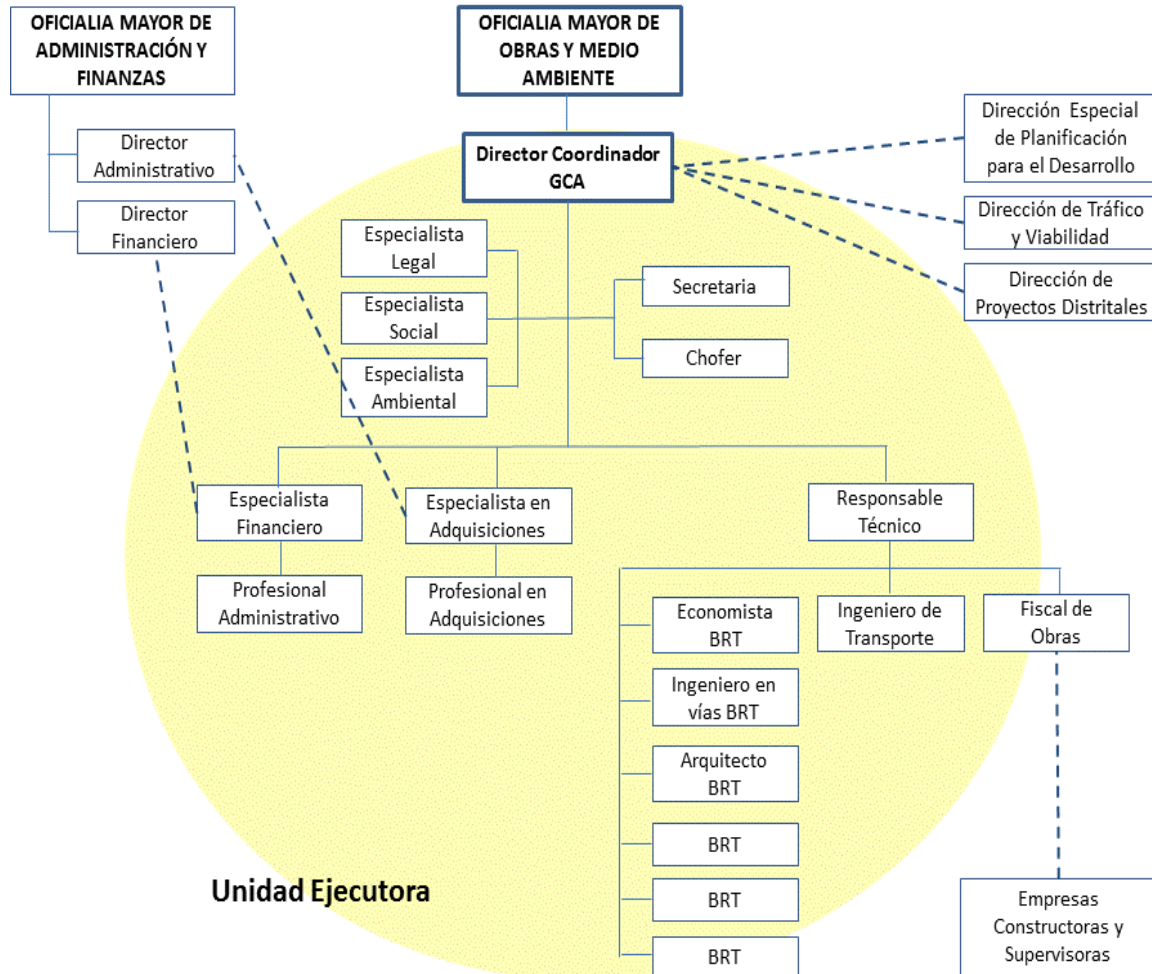 OFICIALIA MAYOR DE
ADMINISTRACIÓN Y
FINANZAS
OFICIALIA MAYOR DE
OBRAS Y MEDIO
AMBIENTE
Director
Administrativo
Director
Financiero
Director Coordinador
GCA
Dirección Especial
de Planificación
para el Desarrollo
Dirección de Tráfico
y Viabilidad
Dirección de
Proyectos Distritales
Especialista
Legal
Especialista
Social
Especialista
Ambiental
Secretaria
Chofer
Especialista
Financiero
Especialista en
Adquisiciones
Responsable
Técnico
Profesional
Administrativo
Profesional en
Adquisiciones
Economista
BRT
Ingeniero de
Transporte
Fiscal de
Obras
Ingeniero en
vías BRT
Arquitecto
BRT
BRT
BRT
BRT
Unidad Ejecutora
Empresas
Constructoras y
Supervisoras